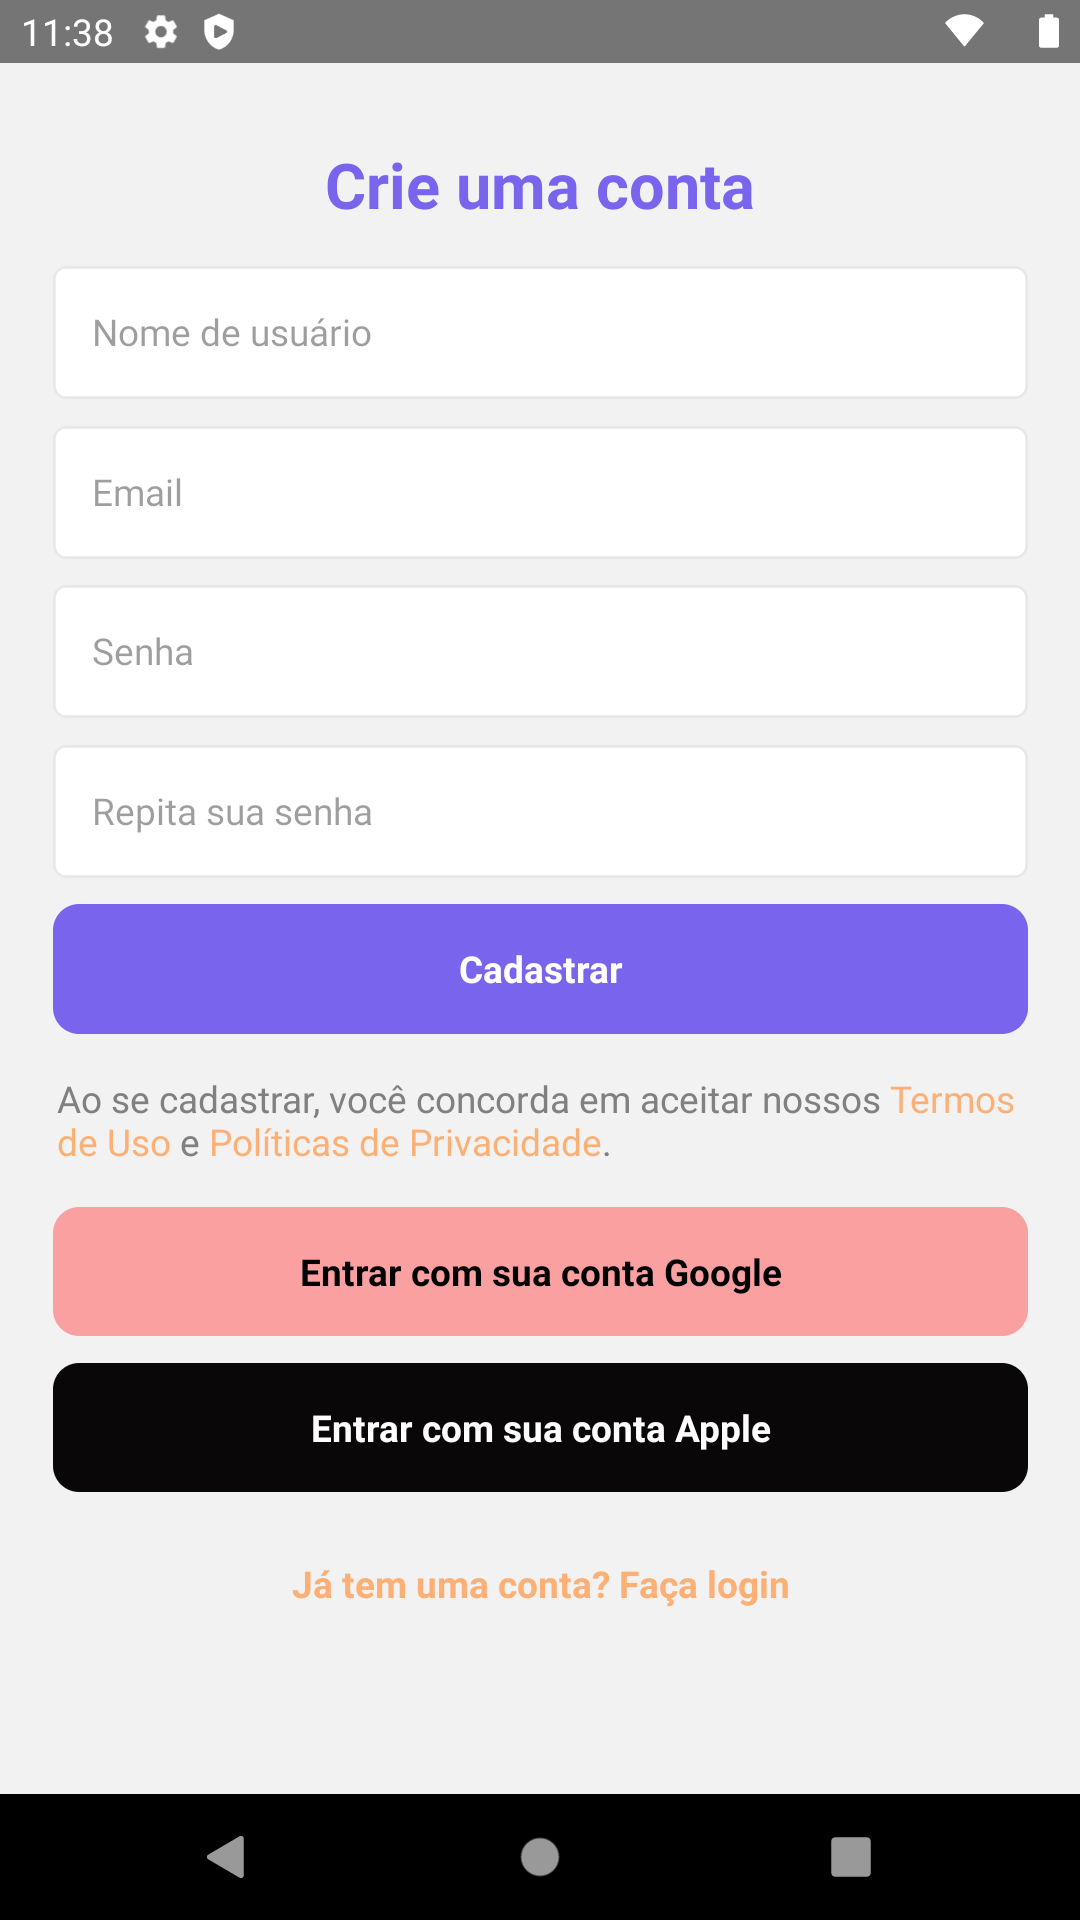 11:38
Crie uma conta
Nome de usuário
Email
Senha
Repita sua senha
Cadastrar
Ao se cadastrar, você concorda em aceitar nossos Termos
de Uso e Políticas de Privacidade.
Entrar com sua conta Google
Entrar com sua conta Apple
Já tem uma conta? Faça login